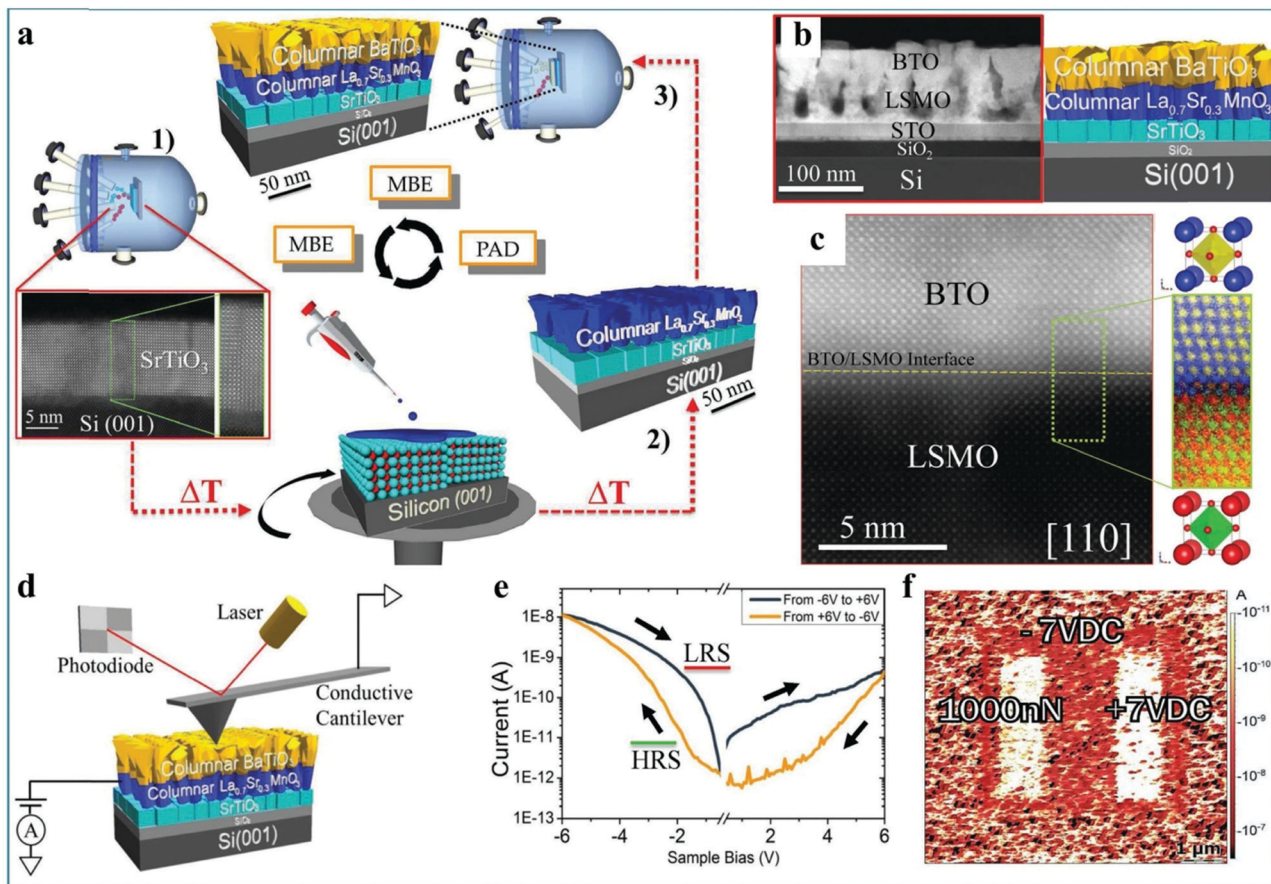 a
Columnar BaTiO₃
Columnar La₀.₇Sr₀.₃MnO₃
SrTiO₃
SiO₂
Si(001)
50 nm
3)
1)
MBE
MBE
PAD
SrTiO₃
5 nm
Si (001)
ΔT
Silicon (001)
ΔT
Columnar La₀.₇Sr₀.₃MnO₃
SrTiO₃
SiO₂
Si(001)
50 nm
2)
b
BTO
LSMO
STO
SiO₂
Si
100 nm
Columnar BaTiO₃
Columnar La₀.₇Sr₀.₃MnO₃
SrTiO₃
SiO₂
Si(001)
c
BTO
BTO/LSMO Interface
LSMO
5 nm
[110]
d
Laser
Photodiode
Conductive
Cantilever
Columnar BaTiO₃
Columnar La₀.₇Sr₀.₃MnO₃
SrTiO₃
SiO₂
Si(001)
A
e
From -6V to +6V
From +6V to -6V
1E-8
1E-9
1E-10
1E-11
1E-12
1E-13
Current (A)
LRS
HRS
-6
-4
-2
2
4
6
Sample Bias (V)
f
- 7VDC
1000nN
+7VDC
1 μm
A
-10⁻¹¹
-10⁻¹⁰
-10⁻⁹
-10⁻⁸
-10⁻⁷